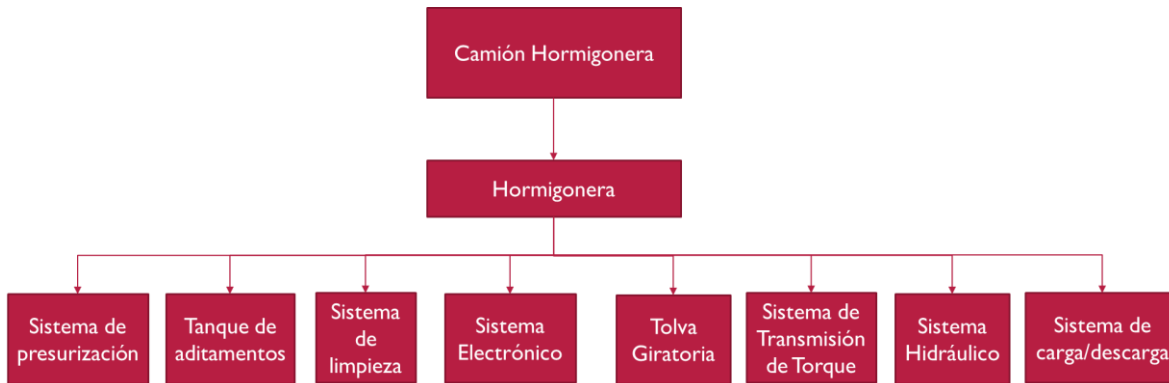 Camión Hormigonera
Hormigonera
Sistema de
presurización
Tanque de
aditamentos
Sistema
de
limpieza
Sistema
Electrónico
Tolva
Giratoria
Sistema de
Transmisión
de Torque
Sistema
Hidráulico
Sistema de
carga/descarga